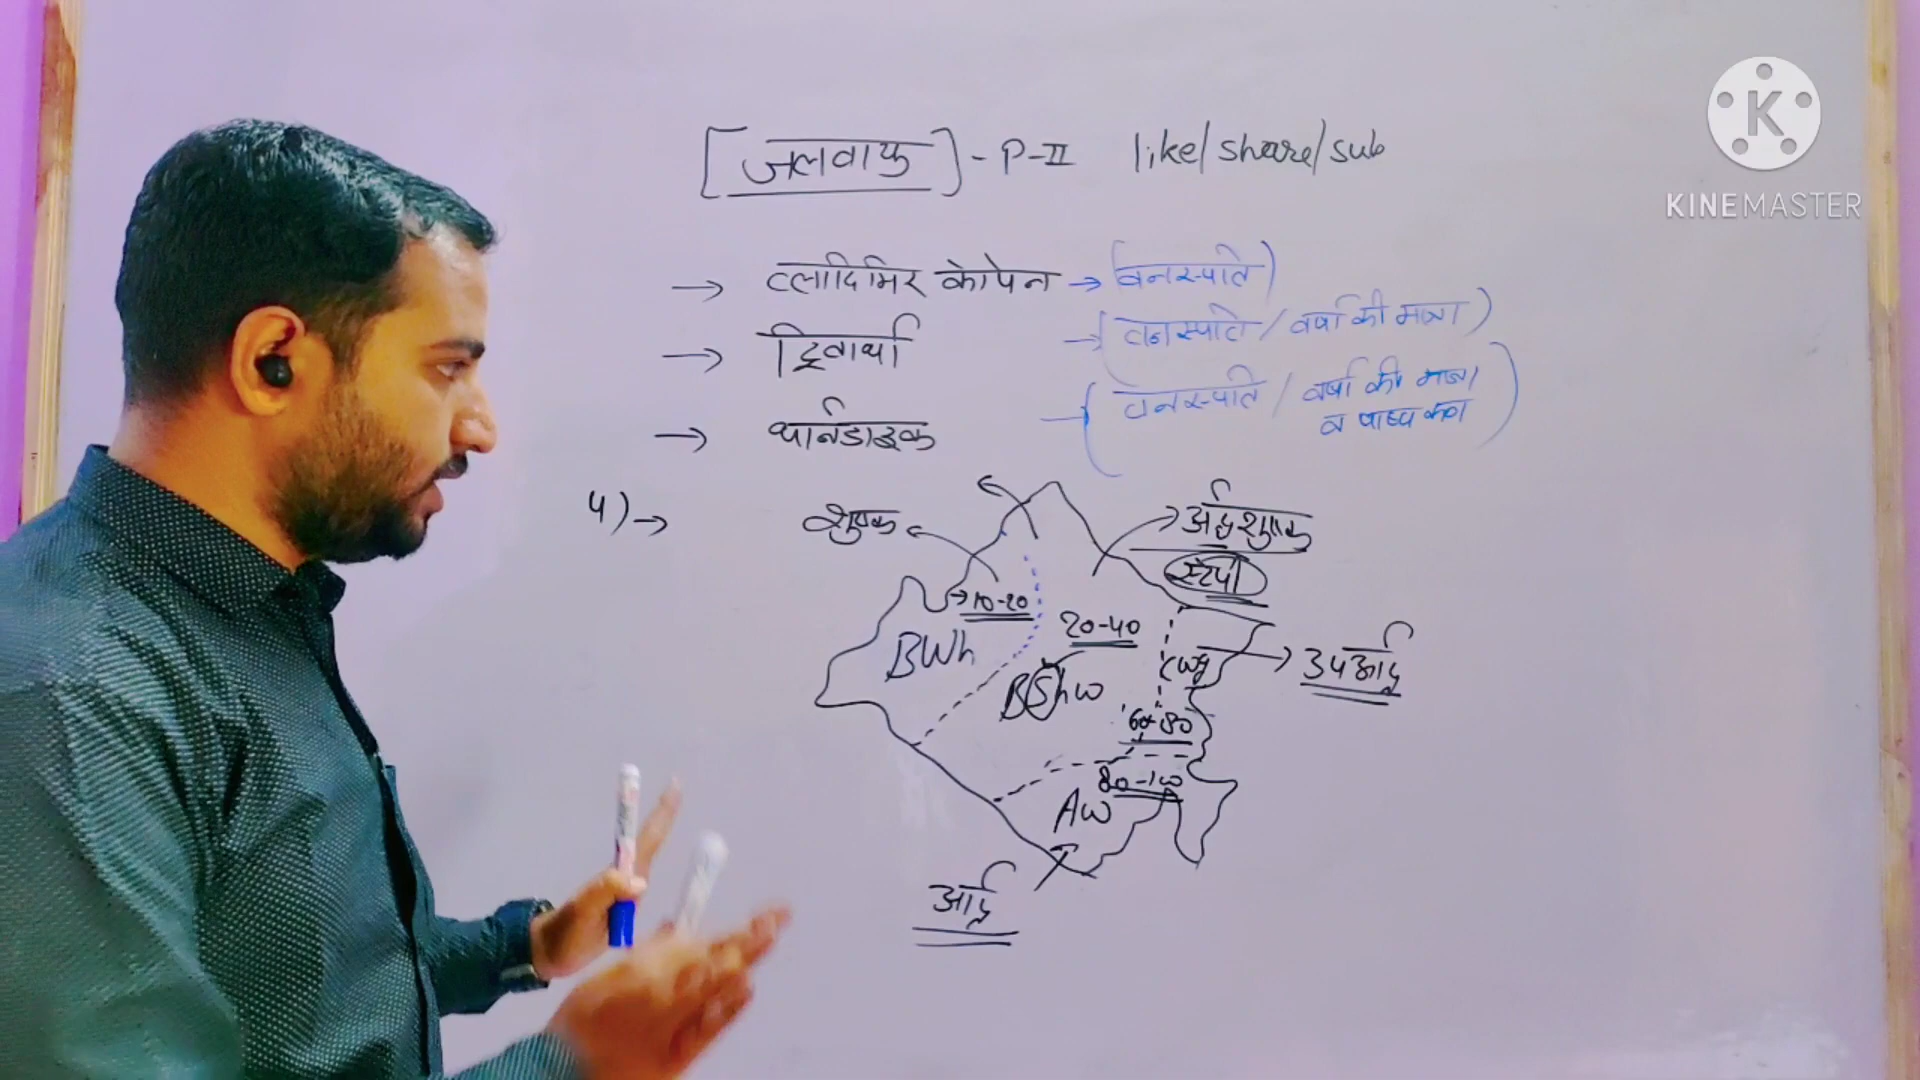 [जलवायु] - P-II like/share/sub
KINEMASTER
→ व्लादिमिर कोपेन → (वनस्पति)
→ ट्रिवार्था → (वनस्पति / वर्षा की मात्रा)
→ थार्नडाइक → (वनस्पति / वर्षा की मात्रा
व वाष्पीकरण)
4) →
शुष्क
अर्द्धशुष्क
स्टेपी
→ 10-20
20-40
BWh
BShw
Cwg
उपआर्द्र
60-80
80-100
Aw
आर्द्र